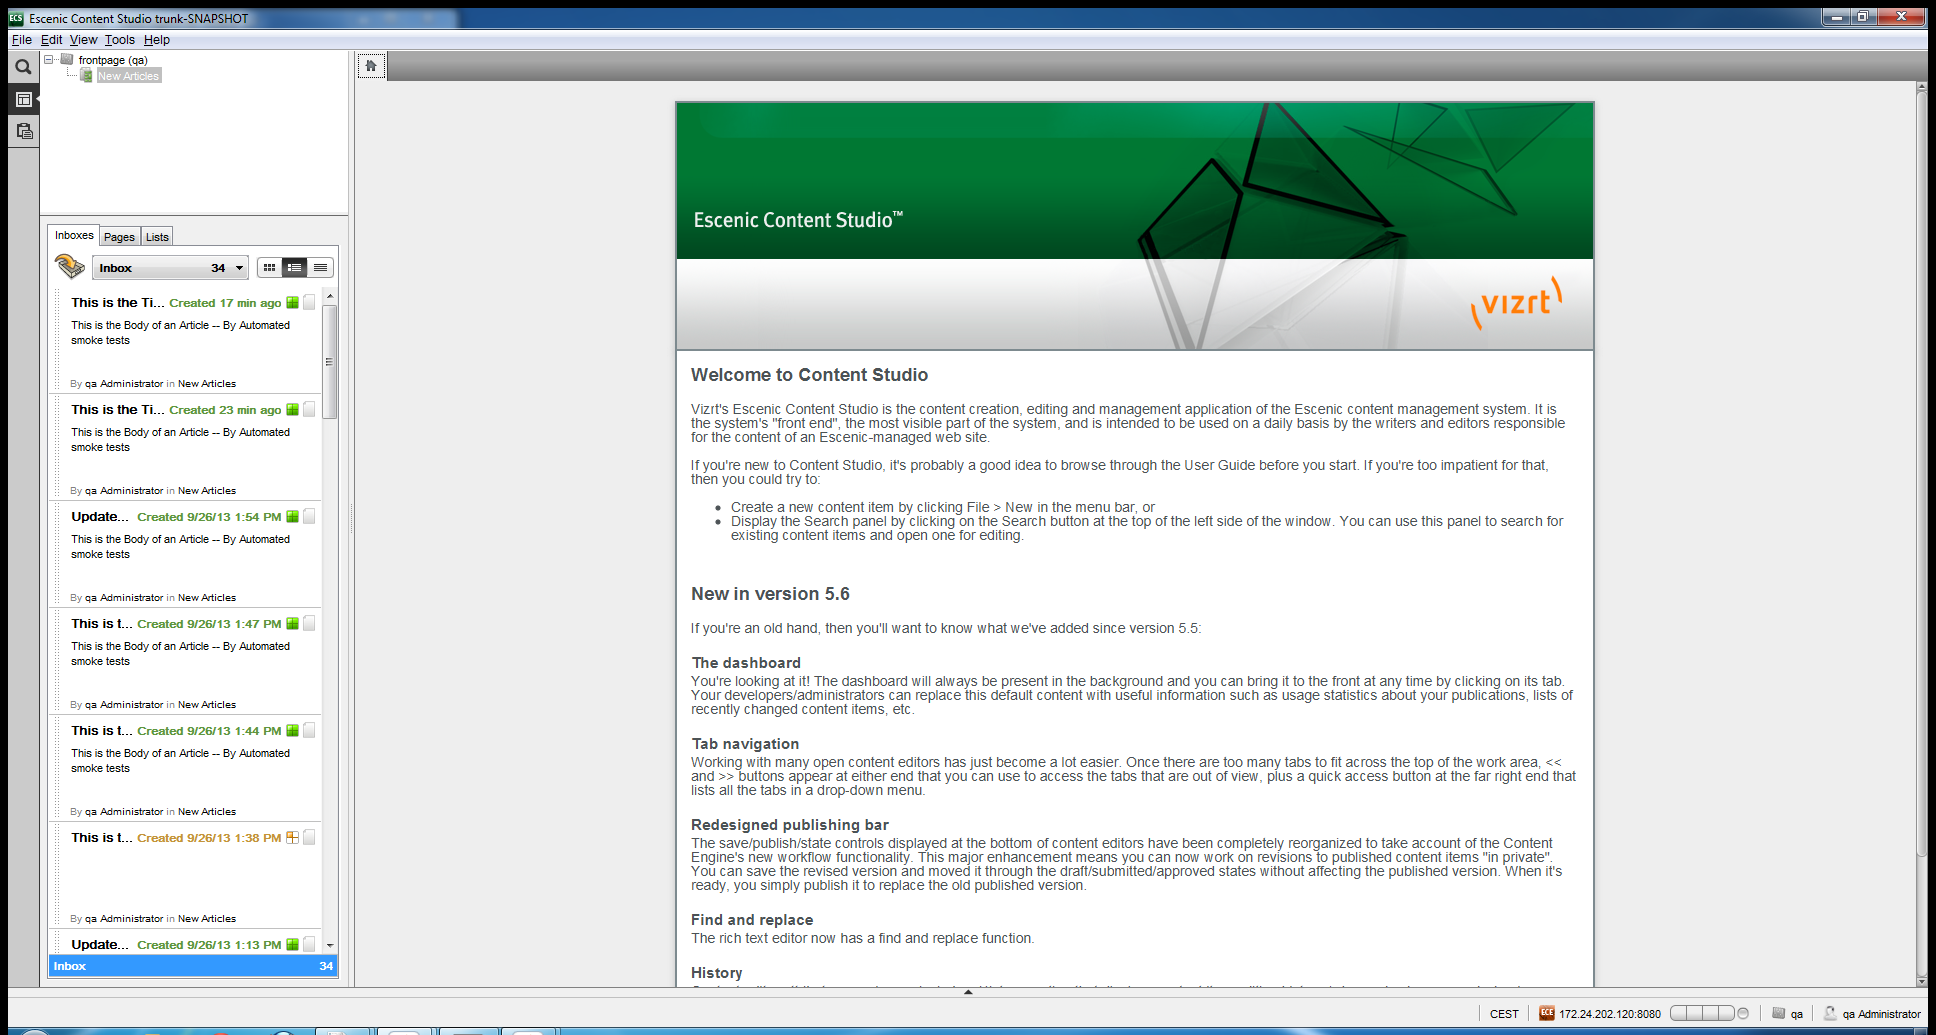 ECS Escenic Content Studio trunk-SNAPSHOT
File Edit View Tools Help
frontpage (qa)
New Articles
Inboxes Pages Lists
Inbox 34
This is the Ti... Created 17 min ago
This is the Body of an Article -- By Automated
smoke tests
By qa Administrator in New Articles
This is the Ti... Created 23 min ago
This is the Body of an Article -- By Automated
smoke tests
By qa Administrator in New Articles
Update... Created 9/26/13 1:54 PM
This is the Body of an Article -- By Automated
smoke tests
By qa Administrator in New Articles
This is t... Created 9/26/13 1:47 PM
This is the Body of an Article -- By Automated
smoke tests
By qa Administrator in New Articles
This is t... Created 9/26/13 1:44 PM
This is the Body of an Article -- By Automated
smoke tests
By qa Administrator in New Articles
This is t... Created 9/26/13 1:38 PM
By qa Administrator in New Articles
Update... Created 9/26/13 1:13 PM
Inbox 34
Escenic Content Studio™
vizrt
Welcome to Content Studio
Vizrt's Escenic Content Studio is the content creation, editing and management application of the Escenic content management system. It is
the system's "front end", the most visible part of the system, and is intended to be used on a daily basis by the writers and editors responsible
for the content of an Escenic-managed web site.
If you're new to Content Studio, it's probably a good idea to browse through the User Guide before you start. If you're too impatient for that,
then you could try to:
• Create a new content item by clicking File > New in the menu bar, or
• Display the Search panel by clicking on the Search button at the top of the left side of the window. You can use this panel to search for
existing content items and open one for editing.
New in version 5.6
If you're an old hand, then you'll want to know what we've added since version 5.5:
The dashboard
You're looking at it! The dashboard will always be present in the background and you can bring it to the front at any time by clicking on its tab.
Your developers/administrators can replace this default content with useful information such as usage statistics about your publications, lists of
recently changed content items, etc.
Tab navigation
Working with many open content editors has just become a lot easier. Once there are too many tabs to fit across the top of the work area, <<
and >> buttons appear at either end that you can use to access the tabs that are out of view, plus a quick access button at the far right end that
lists all the tabs in a drop-down menu.
Redesigned publishing bar
The save/publish/state controls displayed at the bottom of content editors have been completely reorganized to take account of the Content
Engine's new workflow functionality. This major enhancement means you can now work on revisions to published content items "in private".
You can save the revised version and moved it through the draft/submitted/approved states without affecting the published version. When it's
ready, you simply publish it to replace the old published version.
Find and replace
The rich text editor now has a find and replace function.
History
CEST ECE 172.24.202.120:8080 qa qa Administrator